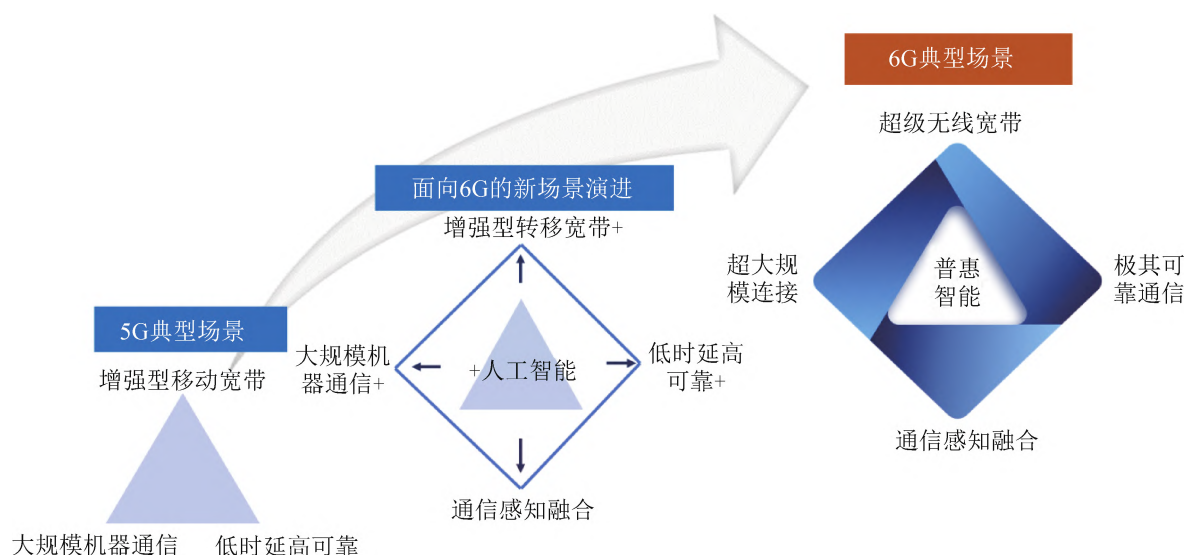 5G典型场景
增强型移动宽带
大规模机器通信
低时延高可靠
面向6G的新场景演进
增强型转移宽带+
大规模机
器通信+
+人工智能
低时延高
可靠+
通信感知融合
6G典型场景
超级无线宽带
超大规
模连接
普惠
智能
极其可
靠通信
通信感知融合